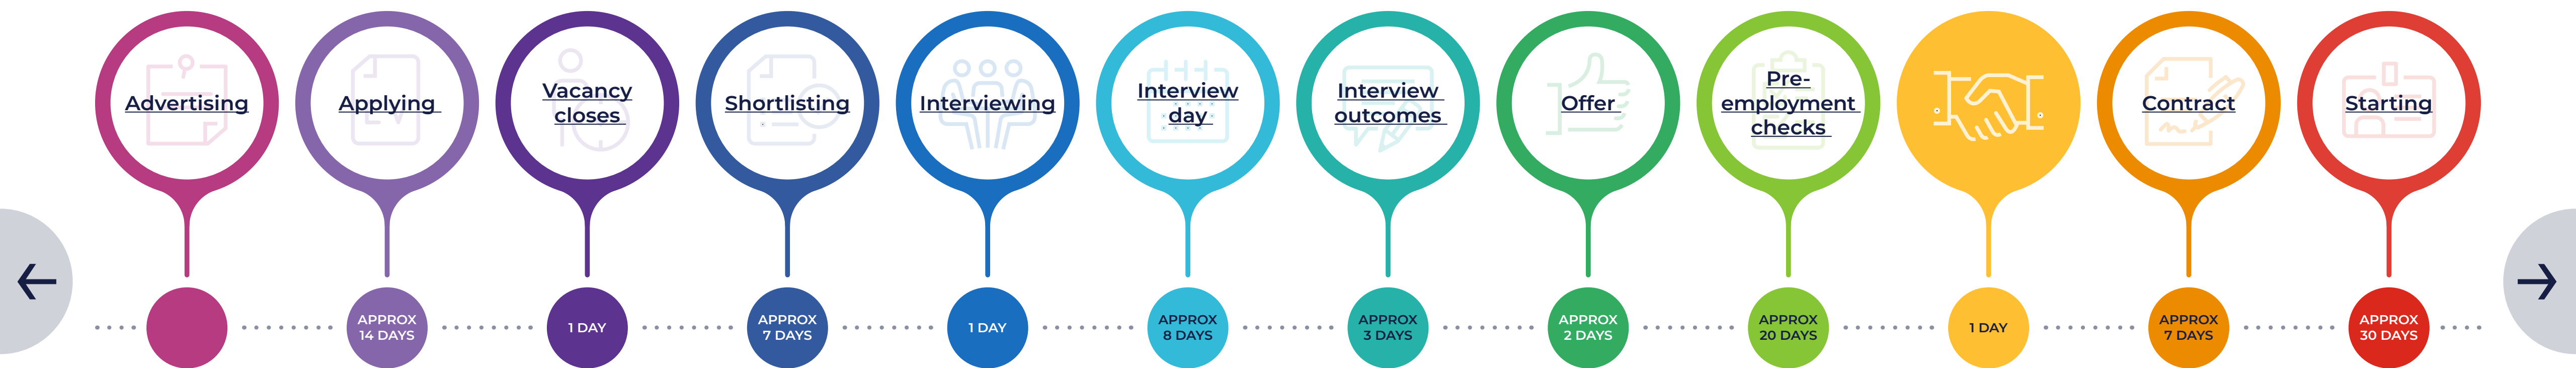 Advertising
Applying
Vacancy
closes
Shortlisting
Interviewing
Interview
day
Interview
outcomes
Offer
Pre-
employment
checks
Contract
Starting
APPROX
14 DAYS
1 DAY
APPROX
7 DAYS
1 DAY
APPROX
8 DAYS
APPROX
3 DAYS
APPROX
2 DAYS
APPROX
20 DAYS
1 DAY
APPROX
7 DAYS
APPROX
30 DAYS